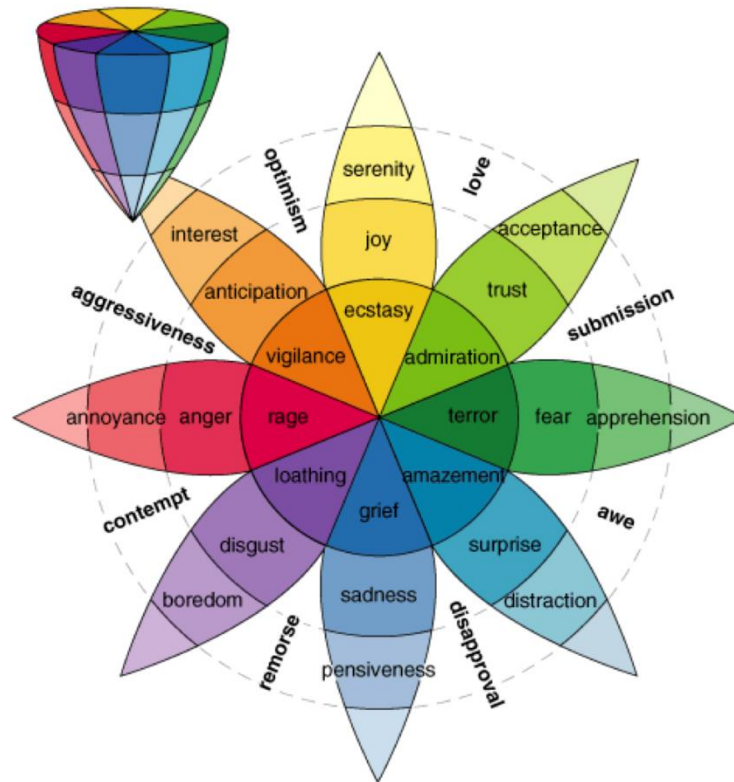 optimism
serenity
love
interest
acceptance
joy
anticipation
trust
aggressiveness
ecstasy
submission
vigilance
admiration
annoyance
anger
rage
terror
fear
apprehension
loathing
amazement
contempt
grief
awe
disgust
surprise
boredom
sadness
distraction
remorse
disapproval
pensiveness